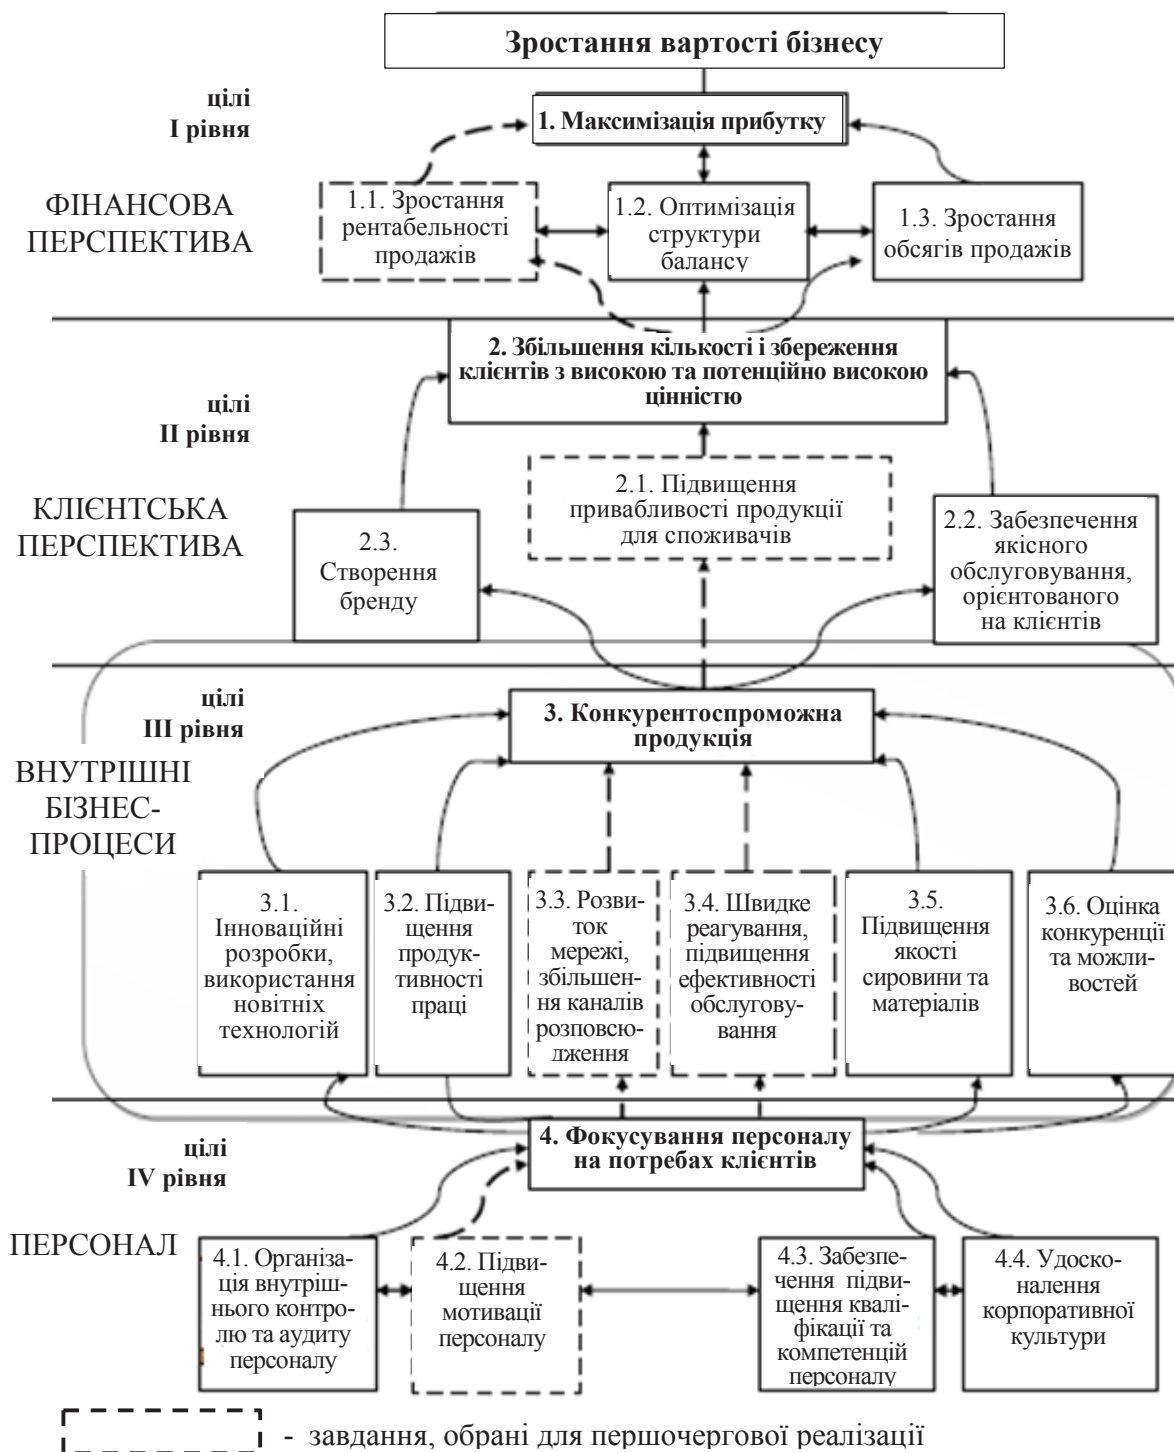 Зростання вартості бізнесу
цілі
І рівня
1. Максимізація прибутку
ФІНАНСОВА
ПЕРСПЕКТИВА
1.1. Зростання
рентабельності
продажів
1.2. Оптимізація
структури
балансу
1.3. Зростання
обсягів продажів
2. Збільшення кількості і збереження
клієнтів з високою та потенційно високою
цінністю
цілі
ІІ рівня
КЛІЄНТСЬКА
ПЕРСПЕКТИВА
2.1. Підвищення
привабливості продукції
для споживачів
2.3.
Створення
бренду
2.2. Забезпечення
якісного
обслуговування,
орієнтованого
на клієнтів
цілі
ІІІ рівня
3. Конкурентоспроможна
продукція
ВНУТРІШНІ
БІЗНЕС-
ПРОЦЕСИ
3.1.
Інноваційні
розробки,
використання
новітніх
технологій
3.2. Підви-
щення
продук-
тивності
праці
3.3. Розви-
ток
мережі,
збільшен-
ня каналів
розповсю-
дження
3.4. Швидке
реагування,
підвищення
ефективності
обслугову-
вання
3.5.
Підвищення
якості
сировини та
матеріалів
3.6. Оцінка
конкуренції
та можли-
востей
цілі
IV рівня
4. Фокусування персоналу
на потребах клієнтів
ПЕРСОНАЛ
4.1. Організа-
ція внутріш-
нього контро-
лю та аудиту
персоналу
4.2. Підви-
щення
мотивації
персоналу
4.3. Забезпе-
чення підви-
щення квалі-
фікації та
компетенцій
персоналу
4.4. Удоско-
налення
корпоративної
культури
- завдання, обрані для першочергової реалізації